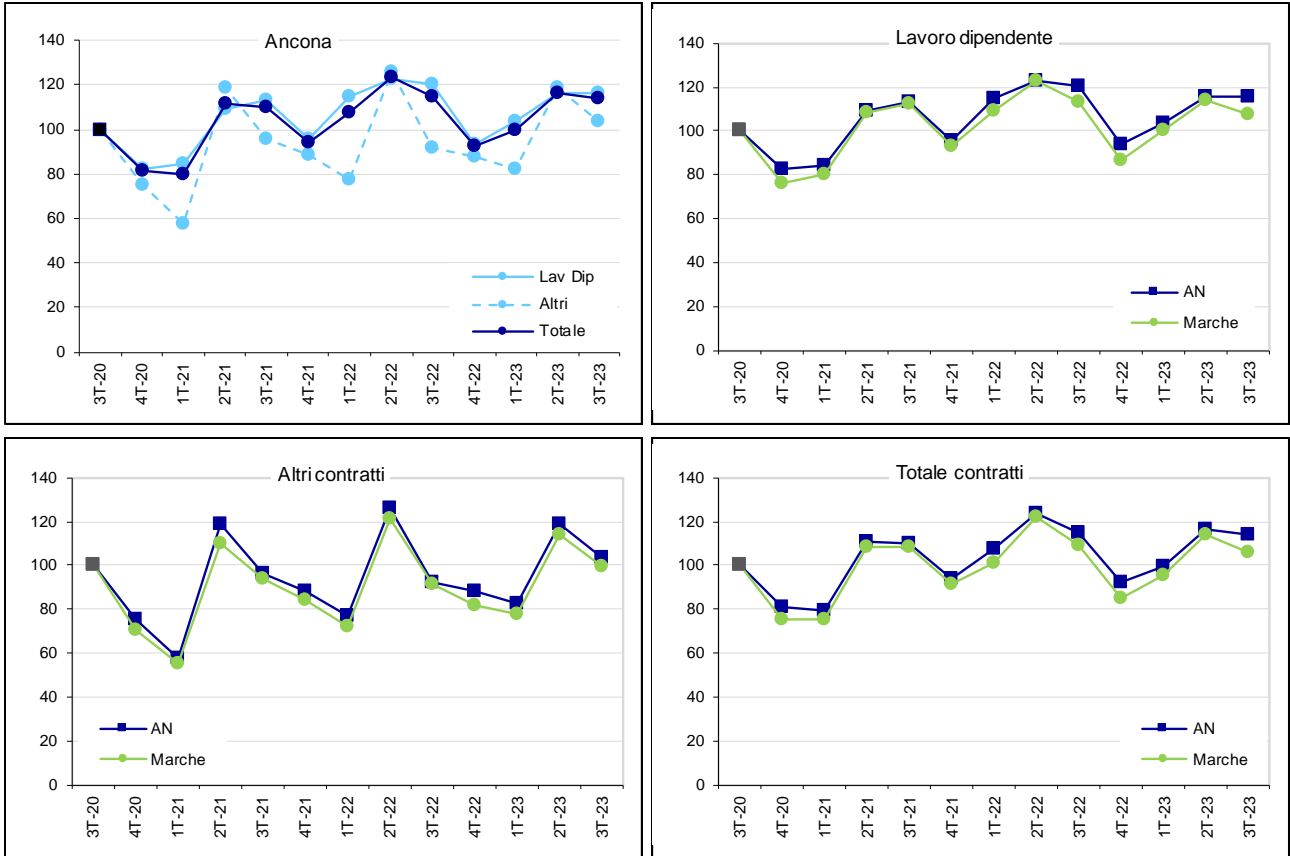 Ancona
140
120
100
80
60
40
20
0
Lav Dip
Altri
Totale
3T-20
4T-20
1T-21
2T-21
3T-21
4T-21
1T-22
2T-22
3T-22
4T-22
1T-23
2T-23
3T-23
Lavoro dipendente
140
120
100
80
60
40
20
0
AN
Marche
3T-20
4T-20
1T-21
2T-21
3T-21
4T-21
1T-22
2T-22
3T-22
4T-22
1T-23
2T-23
3T-23
Altri contratti
140
120
100
80
60
40
20
0
AN
Marche
3T-20
4T-20
1T-21
2T-21
3T-21
4T-21
1T-22
2T-22
3T-22
4T-22
1T-23
2T-23
3T-23
Totale contratti
140
120
100
80
60
40
20
0
AN
Marche
3T-20
4T-20
1T-21
2T-21
3T-21
4T-21
1T-22
2T-22
3T-22
4T-22
1T-23
2T-23
3T-23